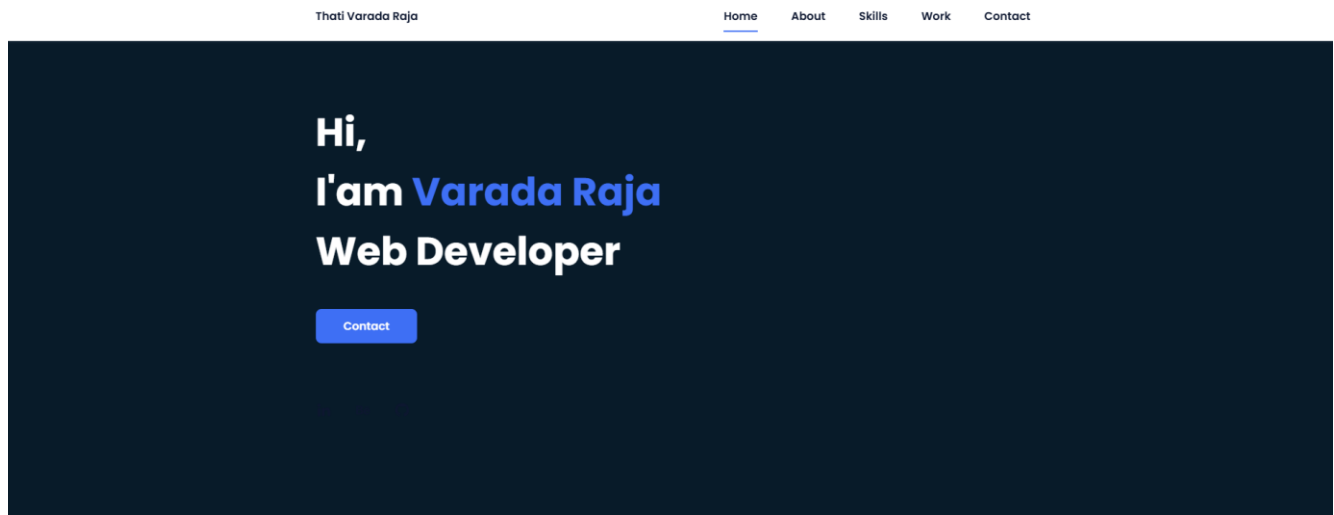 Thati Varada Raja
Home About Skills Work Contact
Hi,
I'am Varada Raja
Web Developer
Contact